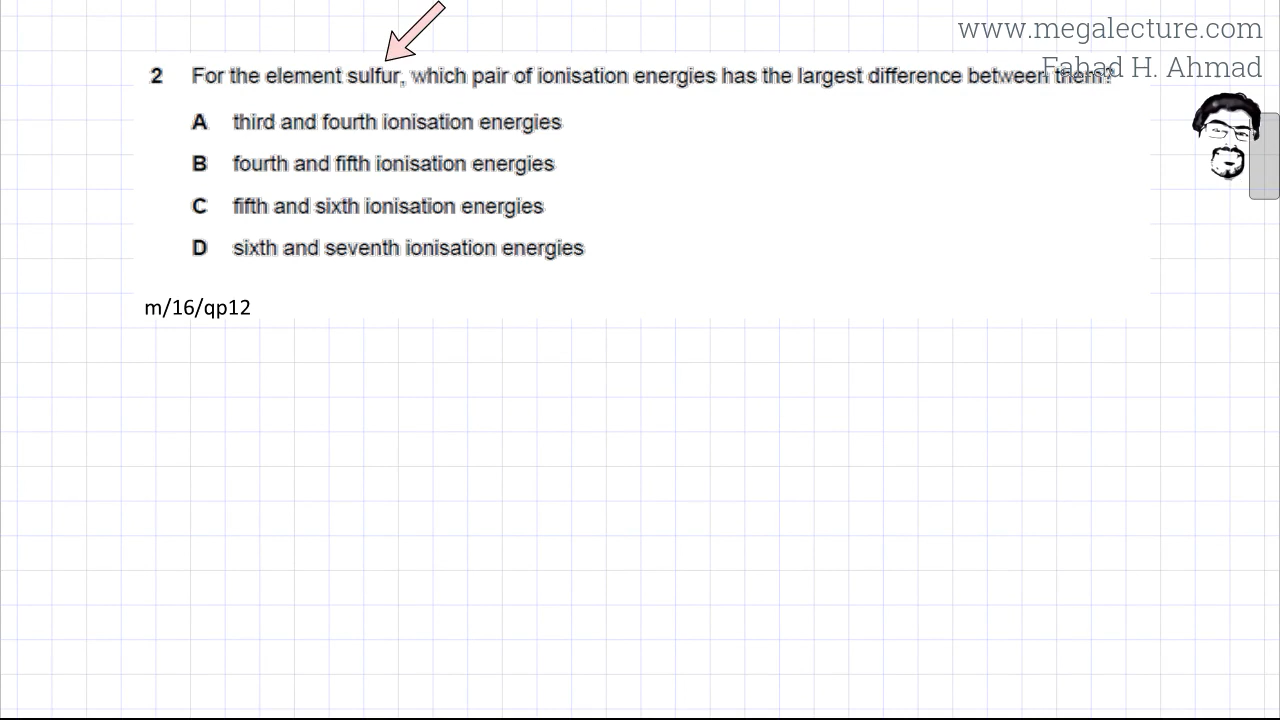 www.megalecture.com
Fahad H. Ahmad
2 For the element sulfur, which pair of ionisation energies has the largest difference between them?
A third and fourth ionisation energies
B fourth and fifth ionisation energies
C fifth and sixth ionisation energies
D sixth and seventh ionisation energies
m/16/qp12